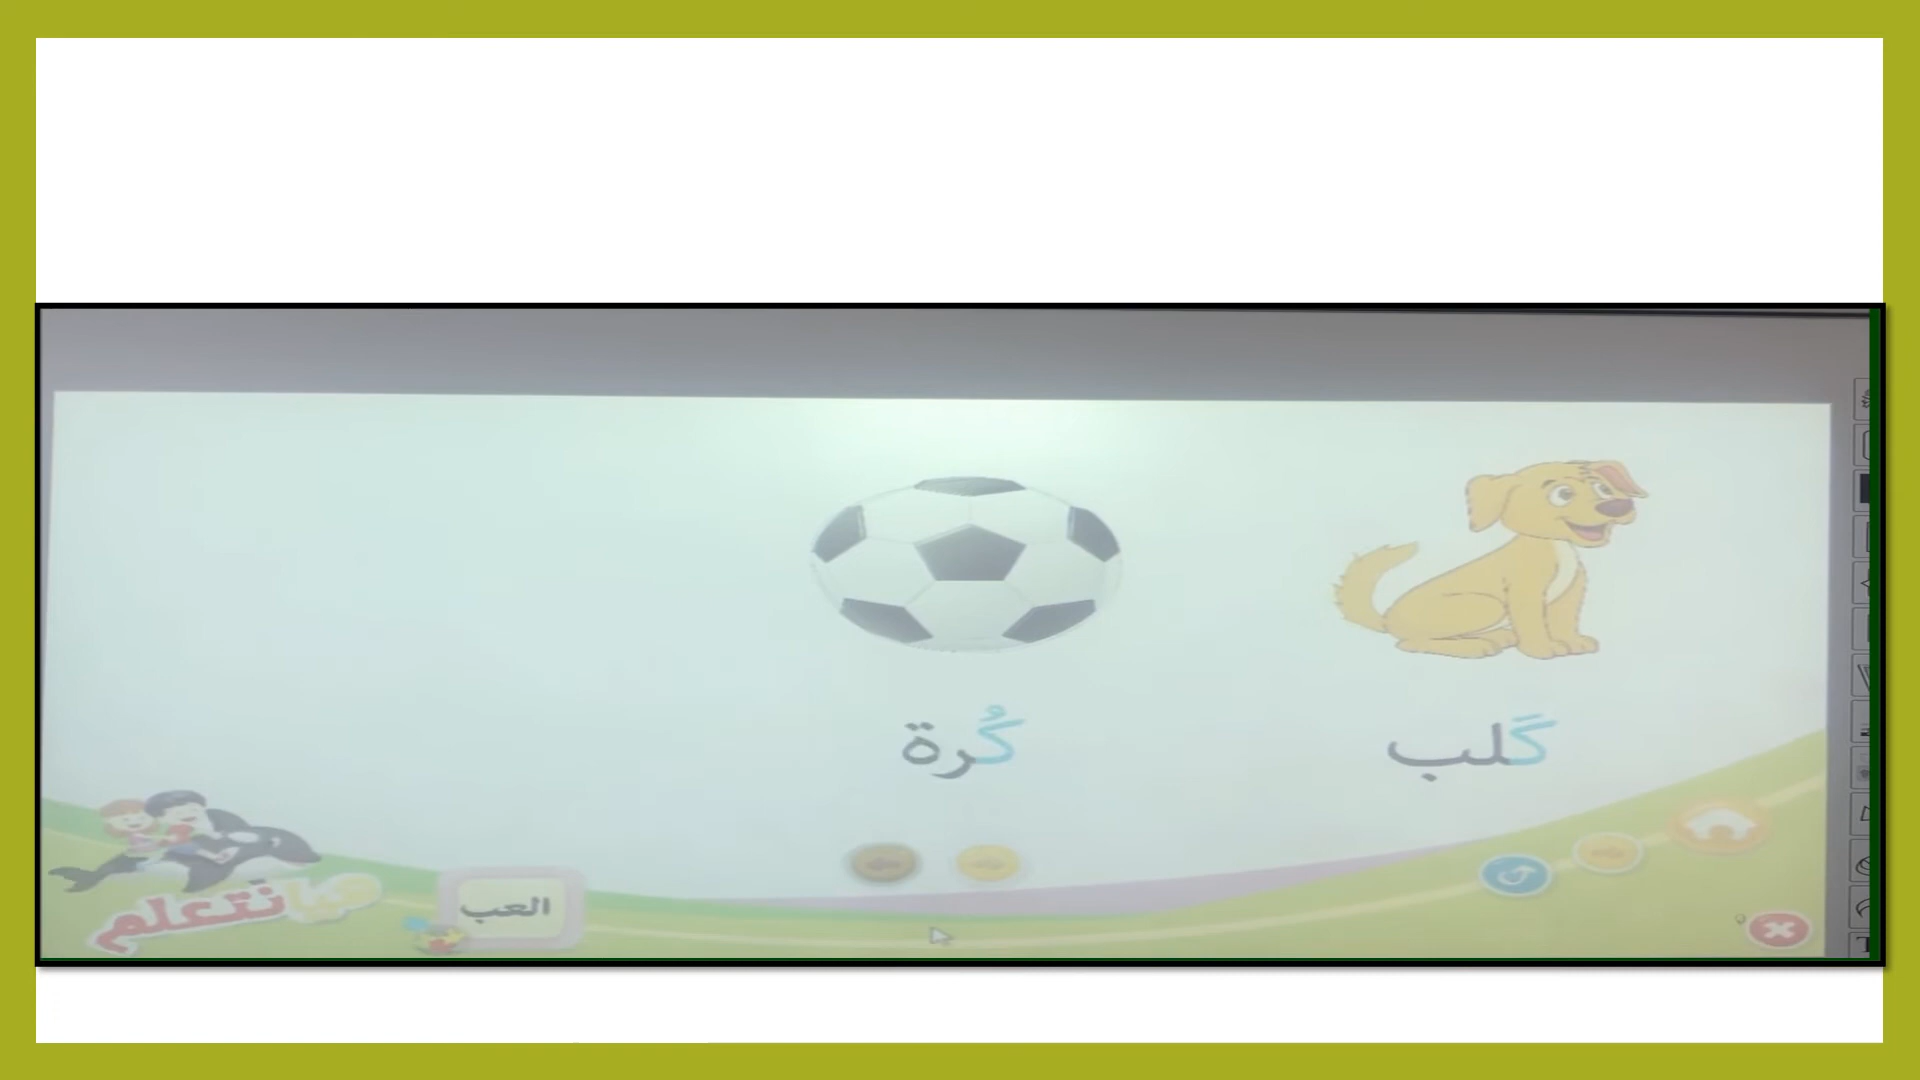 كَلب
كُرة
هيا نتعلم
العب